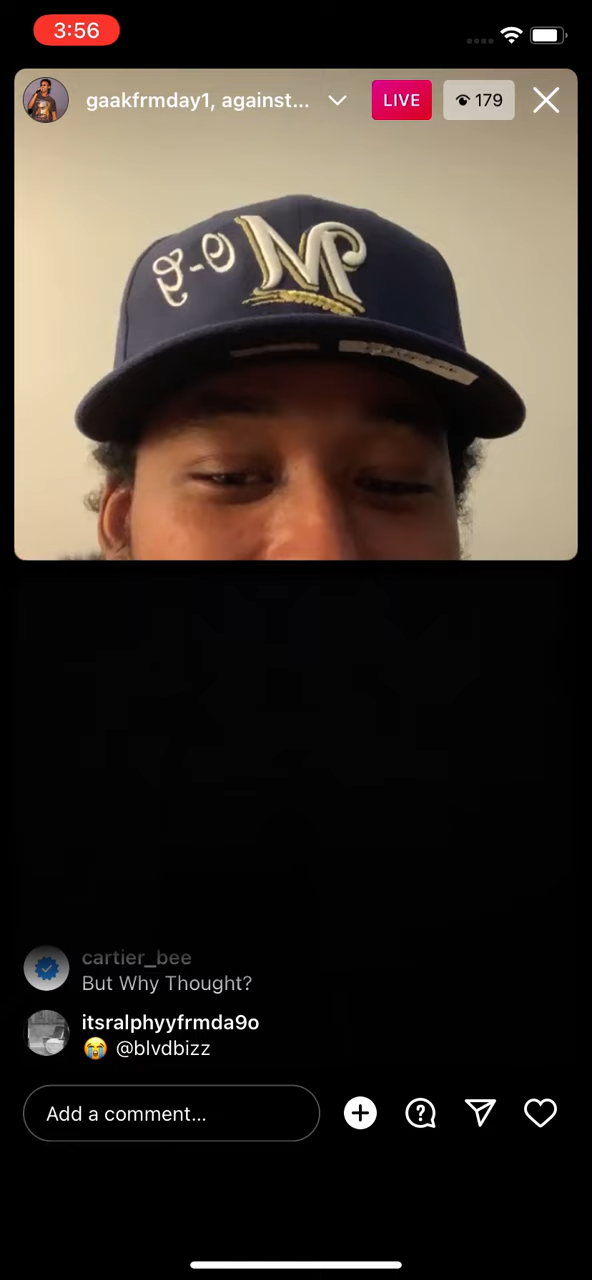 3:56
gaakfrmday1, against...
LIVE
179
M
cartier_bee
But Why Thought?
itsralphyyfrmda9o
😭 @blvdbizz
Add a comment...